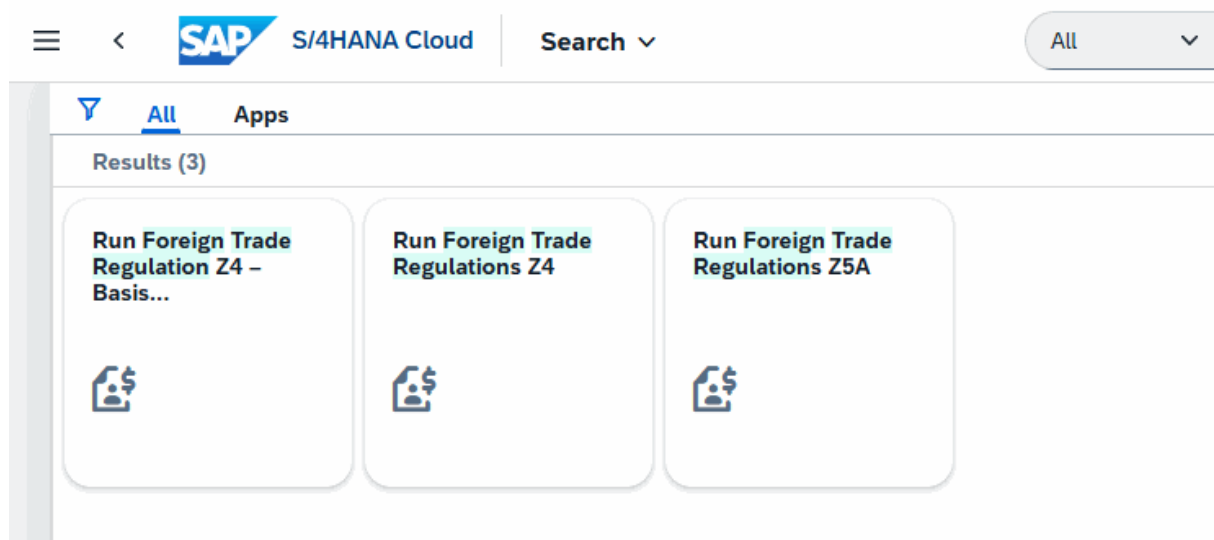 SAP S/4HANA Cloud Search All
All Apps
Results (3)
Run Foreign Trade
Regulation Z4 –
Basis...
Run Foreign Trade
Regulations Z4
Run Foreign Trade
Regulations Z5A